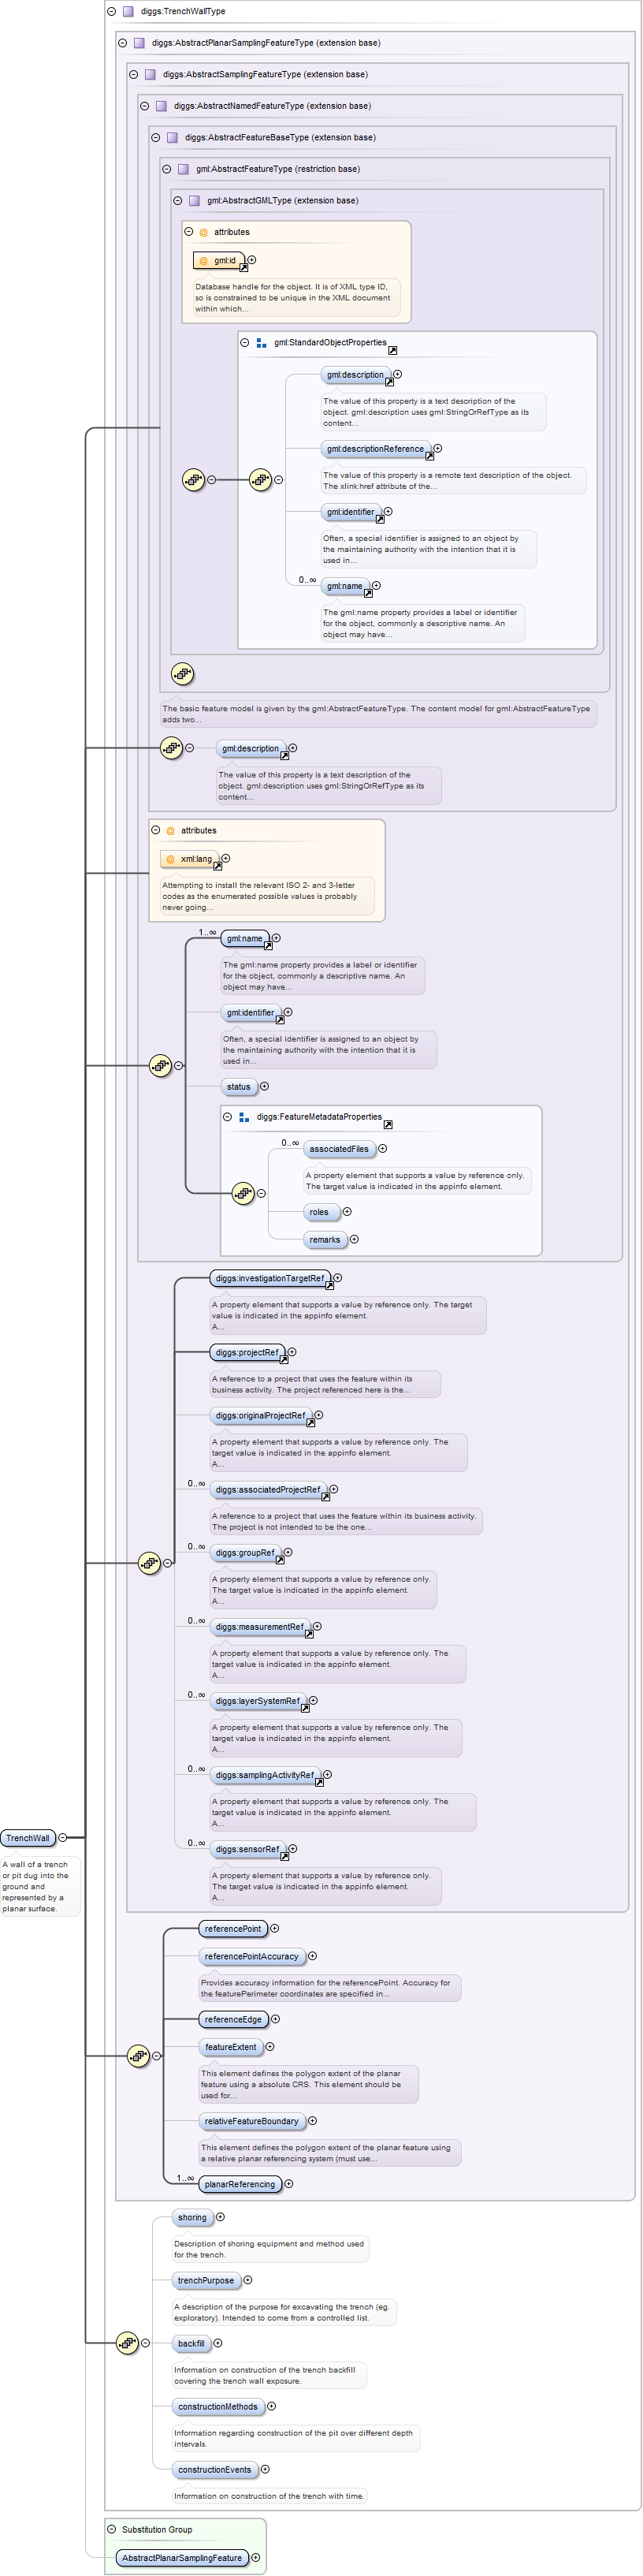 diggs:TrenchWallType
diggs:AbstractPlanarSamplingFeatureType (extension base)
diggs:AbstractSamplingFeatureType (extension base)
diggs:AbstractNamedFeatureType (extension base)
diggs:AbstractFeatureBaseType (extension base)
gml:AbstractFeatureType (restriction base)
gml:AbstractGMLType (extension base)
@ attributes
@ gml:id
Database handle for the object. It is of XML type ID,
so is constrained to be unique in the XML document
within which...
gml:StandardObjectProperties
gml:description
The value of this property is a text description of the
object. gml:description uses gml:StringOrRefType as its
content...
gml:descriptionReference
The value of this property is a remote text description of the object.
The xlink:href attribute of the...
gml:identifier
Often, a special identifier is assigned to an object by
the maintaining authority with the intention that it is
used in...
0..∞
gml:name
The gml:name property provides a label or identifier
for the object, commonly a descriptive name. An
object may have...
The basic feature model is given by the gml:AbstractFeatureType. The content model for gml:AbstractFeatureType
adds two...
gml:description
The value of this property is a text description of the
object. gml:description uses gml:StringOrRefType as its
content...
@ attributes
@ xml:lang
Attempting to install the relevant ISO 2- and 3-letter
codes as the enumerated possible values is probably
never going...
1..∞
gml:name
The gml:name property provides a label or identifier
for the object, commonly a descriptive name. An
object may have...
gml:identifier
Often, a special identifier is assigned to an object by
the maintaining authority with the intention that it is
used in...
status
diggs:FeatureMetadataProperties
0..∞
associatedFiles
A property element that supports a value by reference only.
The target value is indicated in the appinfo element.
roles
remarks
diggs:investigationTargetRef
A property element that supports a value by reference only. The target
value is indicated in the appinfo element.
A...
diggs:projectRef
A reference to a project that uses the feature within its
business activity. The project referenced here is the...
diggs:originalProjectRef
A property element that supports a value by reference only. The
target value is indicated in the appinfo element.
A...
0..∞
diggs:associatedProjectRef
A reference to a project that uses the feature within its business activity.
The project is not intended to be the one...
0..∞
diggs:groupRef
A property element that supports a value by reference only.
The target value is indicated in the appinfo element.
A...
0..∞
diggs:measurementRef
A property element that supports a value by reference only. The
target value is indicated in the appinfo element.
A...
0..∞
diggs:layerSystemRef
A property element that supports a value by reference only. The
target value is indicated in the appinfo element.
A...
0..∞
diggs:samplingActivityRef
A property element that supports a value by reference only. The
target value is indicated in the appinfo element.
A...
0..∞
diggs:sensorRef
A property element that supports a value by reference only.
The target value is indicated in the appinfo element.
A...
TrenchWall
A wall of a trench
or pit dug into the
ground and
represented by a
planar surface.
referencePoint
referencePointAccuracy
Provides accuracy information for the referencePoint. Accuracy for
the featurePerimeter coordinates are specified in...
referenceEdge
featureExtent
This element defines the polygon extent of the planar
feature using a absolute CRS. This element should be
used for...
relativeFeatureBoundary
This element defines the polygon extent of the planar feature using
a relative planar referencing system (must use...
1..∞
planarReferencing
shoring
Description of shoring equipment and method used
for the trench.
trenchPurpose
A description of the purpose for excavating the trench (eg.
exploratory). Intended to come from a controlled list.
backfill
Information on construction of the trench backfill
covering the trench wall exposure.
constructionMethods
Information regarding construction of the pit over different depth
intervals.
constructionEvents
Information on construction of the trench with time.
Substitution Group
AbstractPlanarSamplingFeature